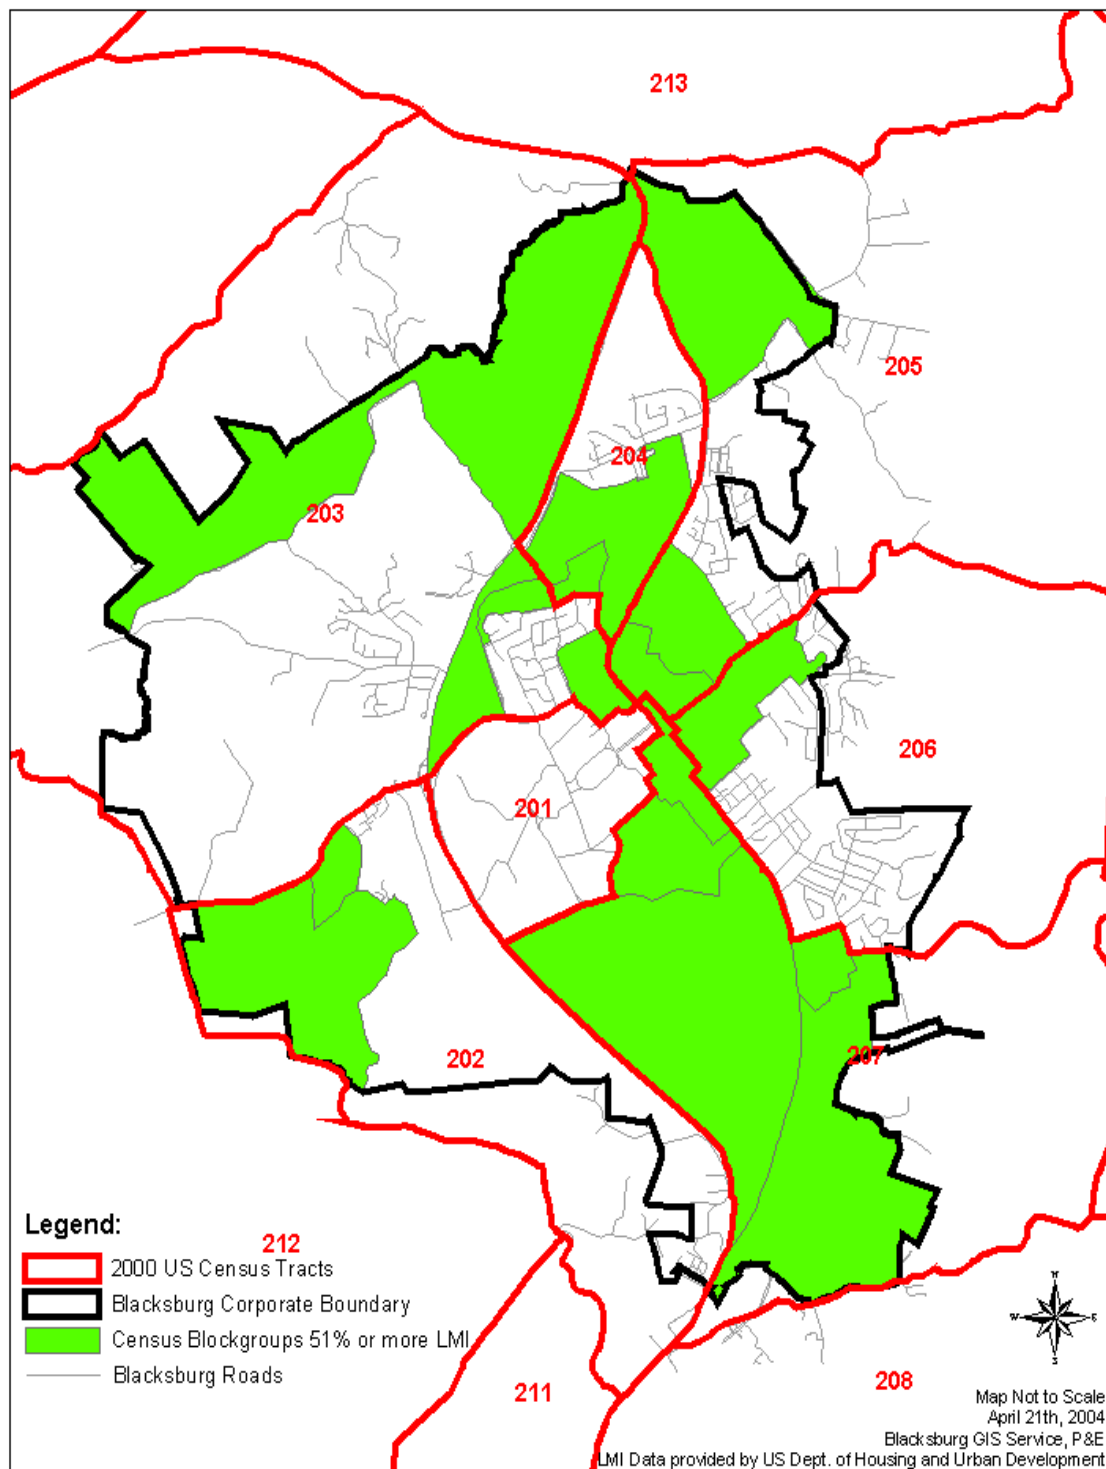 213
205
204
203
206
201
202
207
Legend:
212
2000 US Census Tracts
Blacksburg Corporate Boundary
Census Blockgroups 51% or more LMI
Blacksburg Roads
W
E
S
211
208
Map Not to Scale
April 21th, 2004
Blacksburg GIS Service, P&E
LMI Data provided by US Dept. of Housing and Urban Development